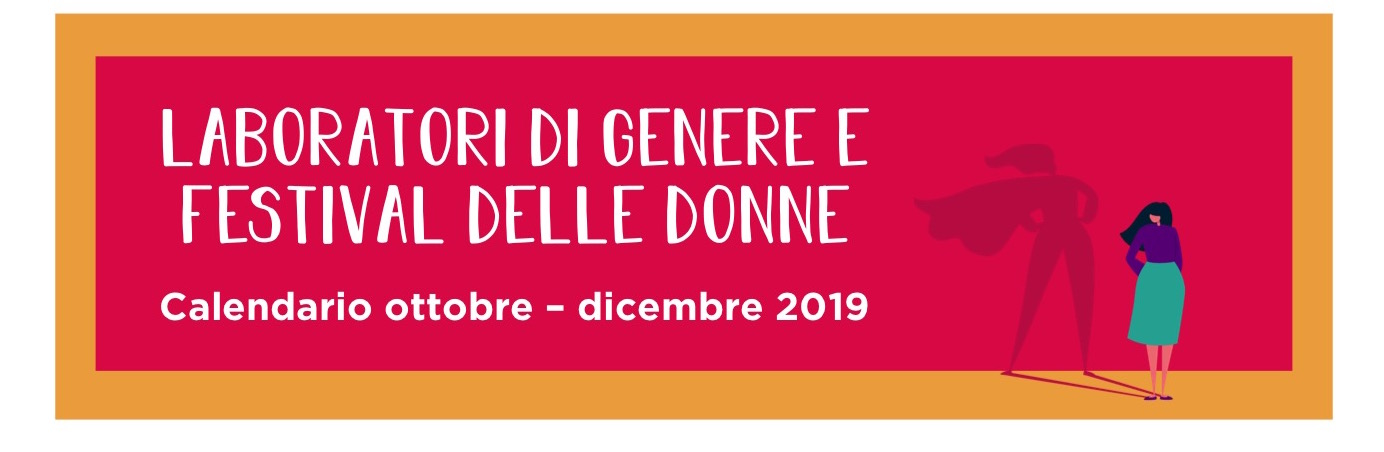 LABORATORI DI GENERE E
FESTIVAL DELLE DONNE
Calendario ottobre – dicembre 2019